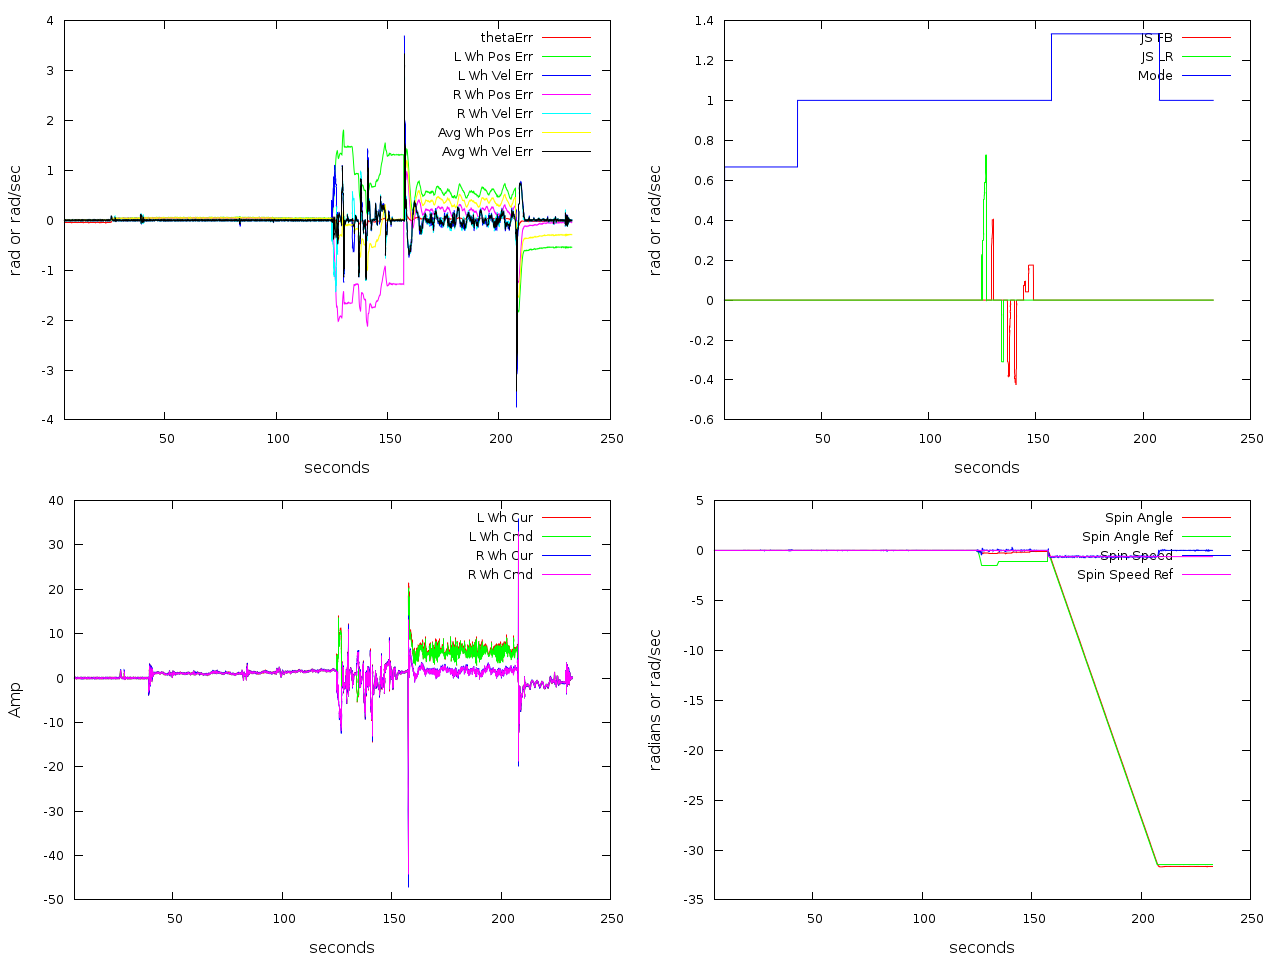 4
3
2
1
0
-1
-2
-3
-4
50
100
150
200
250
rad or rad/sec
seconds
thetaErr
L Wh Pos Err
L Wh Vel Err
R Wh Pos Err
R Wh Vel Err
Avg Wh Pos Err
Avg Wh Vel Err
1.4
1.2
1
0.8
0.6
0.4
0.2
0
-0.2
-0.4
-0.6
50
100
150
200
250
rad or rad/sec
seconds
JS FB
JS LR
Mode
40
30
20
10
0
-10
-20
-30
-40
-50
50
100
150
200
250
Amp
seconds
L Wh Cur
L Wh Cmd
R Wh Cur
R Wh Cmd
5
0
-5
-10
-15
-20
-25
-30
-35
50
100
150
200
250
radians or rad/sec
seconds
Spin Angle
Spin Angle Ref
Spin Speed
Spin Speed Ref